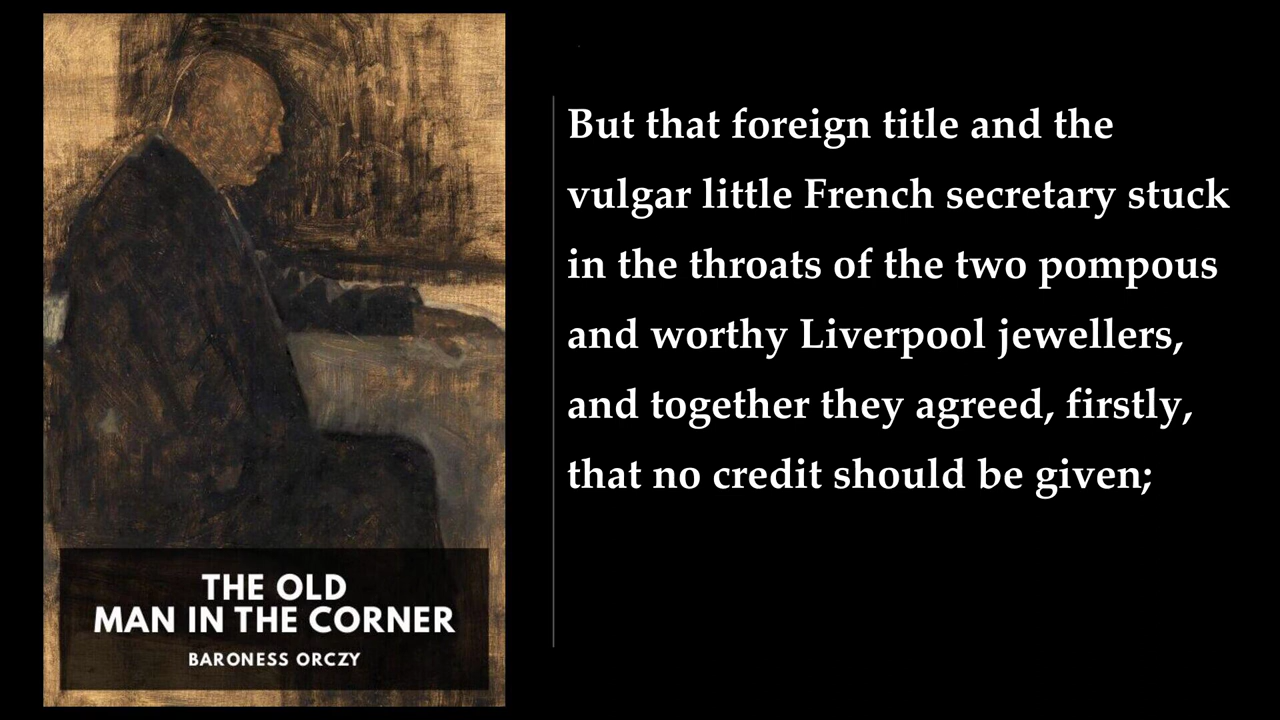 THE OLD
MAN IN THE CORNER
BARONESS ORCZY
But that foreign title and the
vulgar little French secretary stuck
in the throats of the two pompous
and worthy Liverpool jewellers,
and together they agreed, firstly,
that no credit should be given;